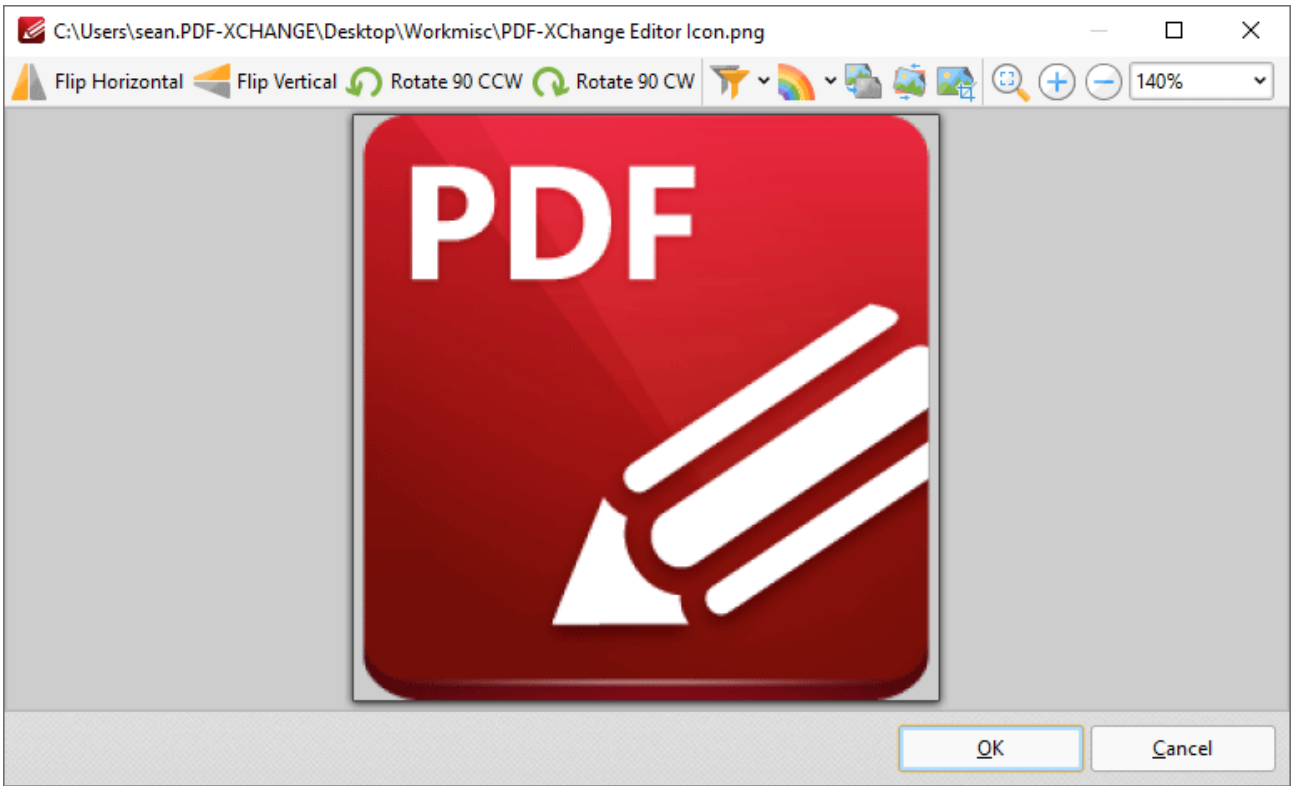 C:\Users\sean.PDF-XCHANGE\Desktop\Workmisc\PDF-XChange Editor Icon.png
Flip Horizontal Flip Vertical Rotate 90 CCW Rotate 90 CW 140%
PDF
OK Cancel